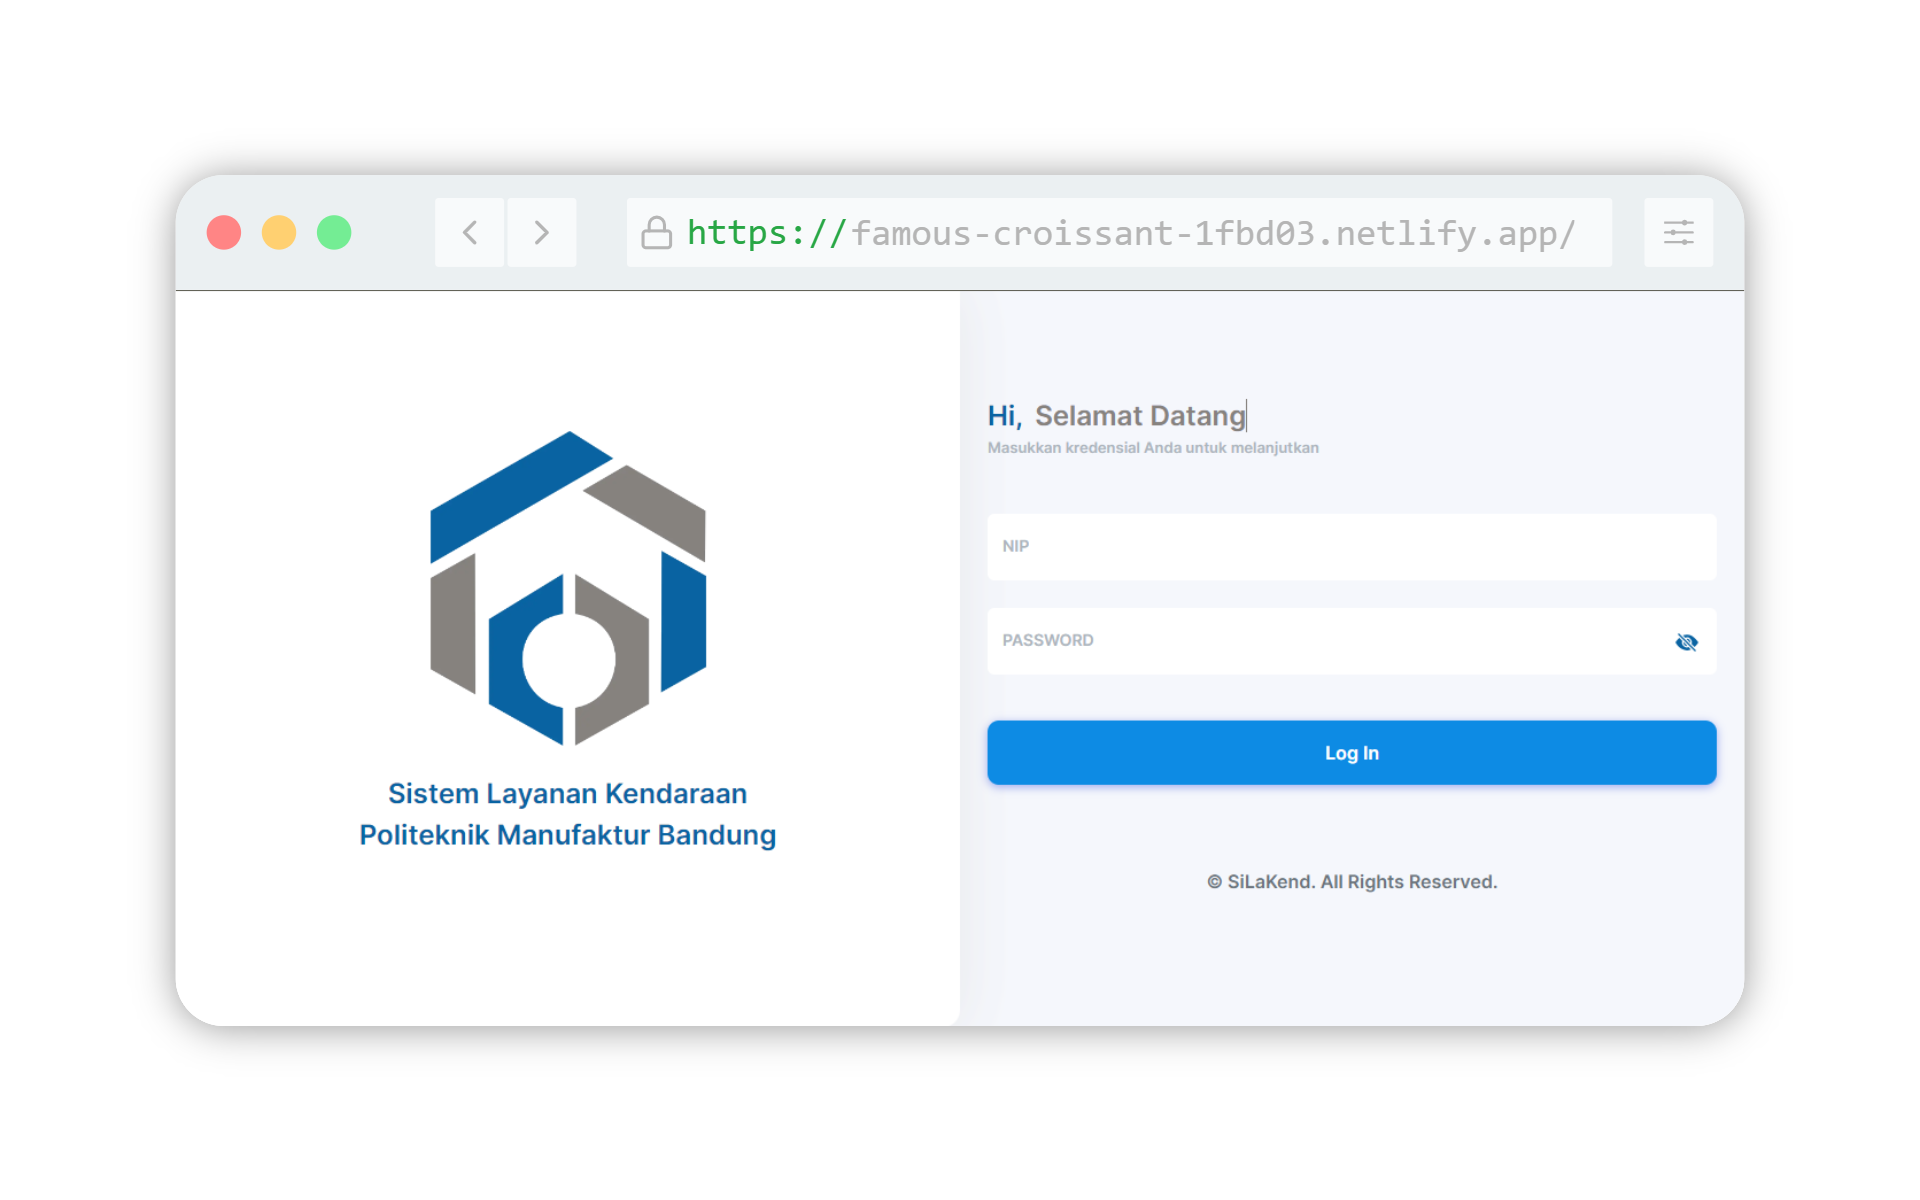 https://famous-croissant-1fbd03.netlify.app/
Sistem Layanan Kendaraan
Politeknik Manufaktur Bandung
Hi, Selamat Datang
Masukkan kredensial Anda untuk melanjutkan
NIP
PASSWORD
Log In
© SiLaKend. All Rights Reserved.